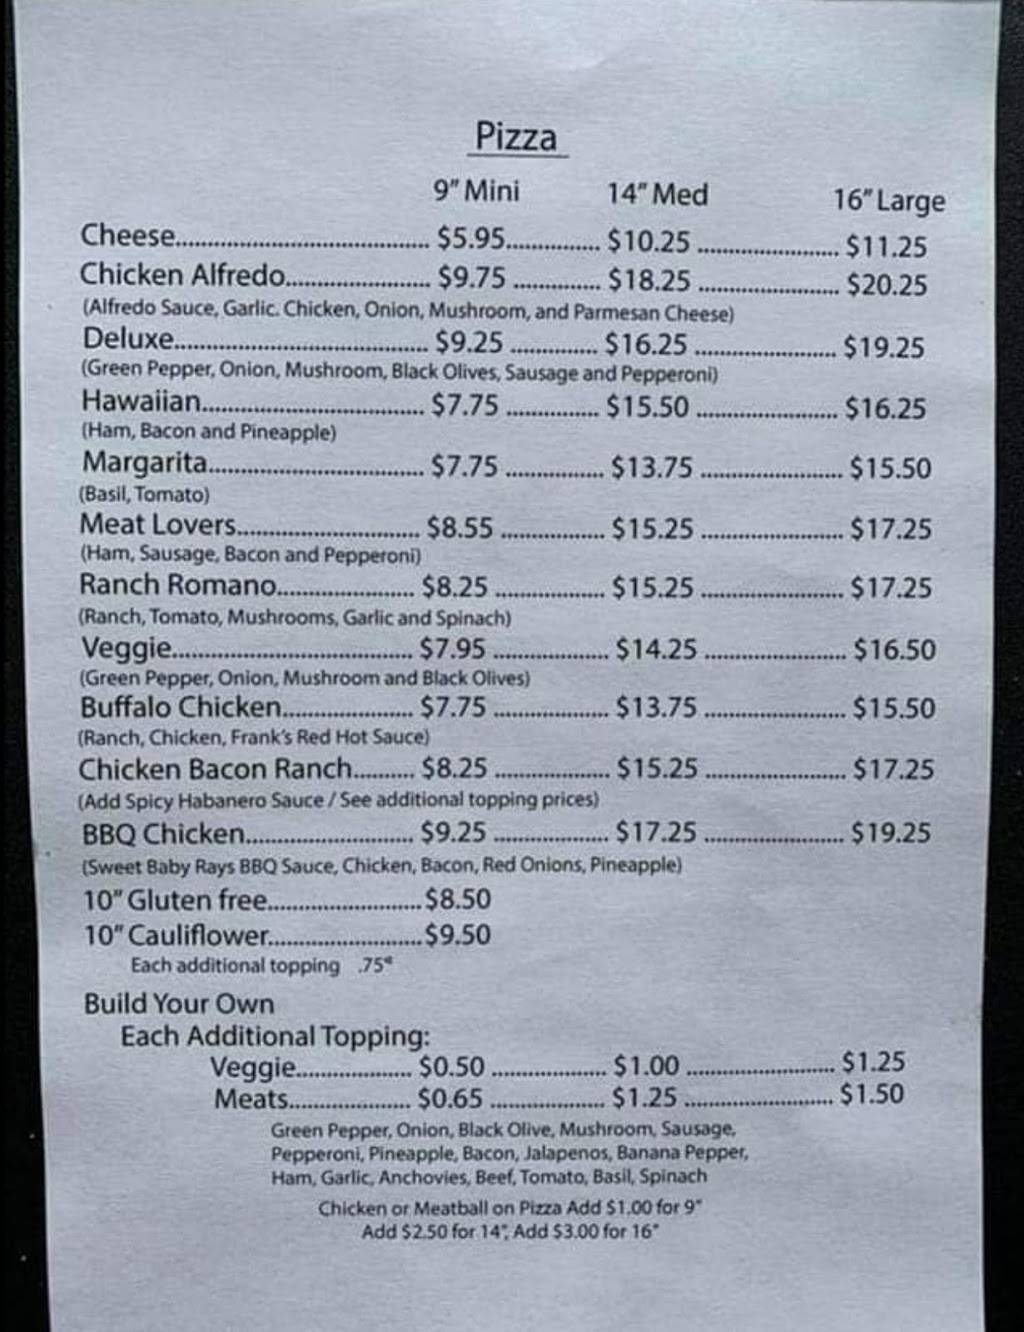 Pizza
9" Mini 14" Med 16" Large
Cheese.................................... $5.95.............. $10.25 .................... $11.25
Chicken Alfredo..................... $9.75 ............. $18.25 .................... $20.25
(Alfredo Sauce, Garlic. Chicken, Onion, Mushroom, and Parmesan Cheese)
Deluxe.................................... $9.25 ............. $16.25 .................... $19.25
(Green Pepper, Onion, Mushroom, Black Olives, Sausage and Pepperoni)
Hawaiian................................ $7.75 .............. $15.50 .................... $16.25
(Ham, Bacon and Pineapple)
Margarita............................... $7.75 .............. $13.75 .................... $15.50
(Basil, Tomato)
Meat Lovers.......................... $8.55 ............... $15.25 .................... $17.25
(Ham, Sausage, Bacon and Pepperoni)
Ranch Romano.................... $8.25 ................ $15.25 .................... $17.25
(Ranch, Tomato, Mushrooms, Garlic and Spinach)
Veggie.................................. $7.95 ................ $14.25 .................... $16.50
(Green Pepper, Onion, Mushroom and Black Olives)
Buffalo Chicken................... $7.75 ................ $13.75 .................... $15.50
(Ranch, Chicken, Frank's Red Hot Sauce)
Chicken Bacon Ranch......... $8.25 ................ $15.25 .................... $17.25
(Add Spicy Habanero Sauce / See additional topping prices)
BBQ Chicken........................ $9.25 ................ $17.25 .................... $19.25
(Sweet Baby Rays BBQ Sauce, Chicken, Bacon, Red Onions, Pineapple)
10" Gluten free......................$8.50
10" Cauliflower......................$9.50
Each additional topping .75¢
Build Your Own
Each Additional Topping:
Veggie................. $0.50 ................. $1.00 ..................... $1.25
Meats.................. $0.65 ................. $1.25 ..................... $1.50
Green Pepper, Onion, Black Olive, Mushroom, Sausage,
Pepperoni, Pineapple, Bacon, Jalapenos, Banana Pepper,
Ham, Garlic, Anchovies, Beef, Tomato, Basil, Spinach
Chicken or Meatball on Pizza Add $1.00 for 9"
Add $2.50 for 14", Add $3.00 for 16"